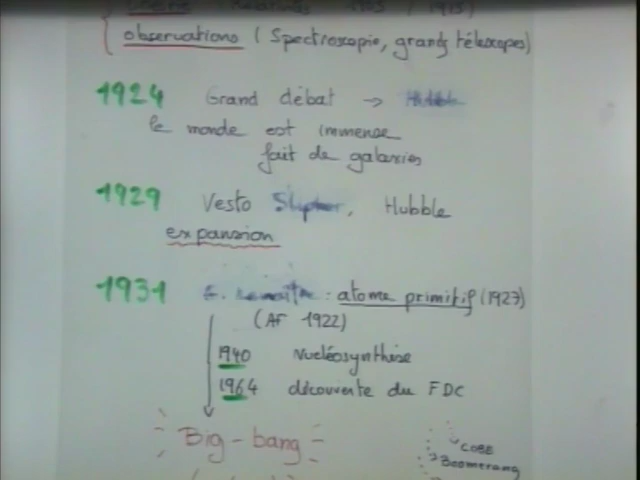 Relativité
observations (Spectroscopie, grands télescopes)
1924 Grand débat → Hubble
le monde est immense
fait de galaxies
1929 Vesto Slipher, Hubble
expansion
1931 Lemaître : atome primitif (1927)
(AF 1922)
1940 Nucléosynthèse
1964 découverte du FDC
Big-bang
COBE
Boomerang